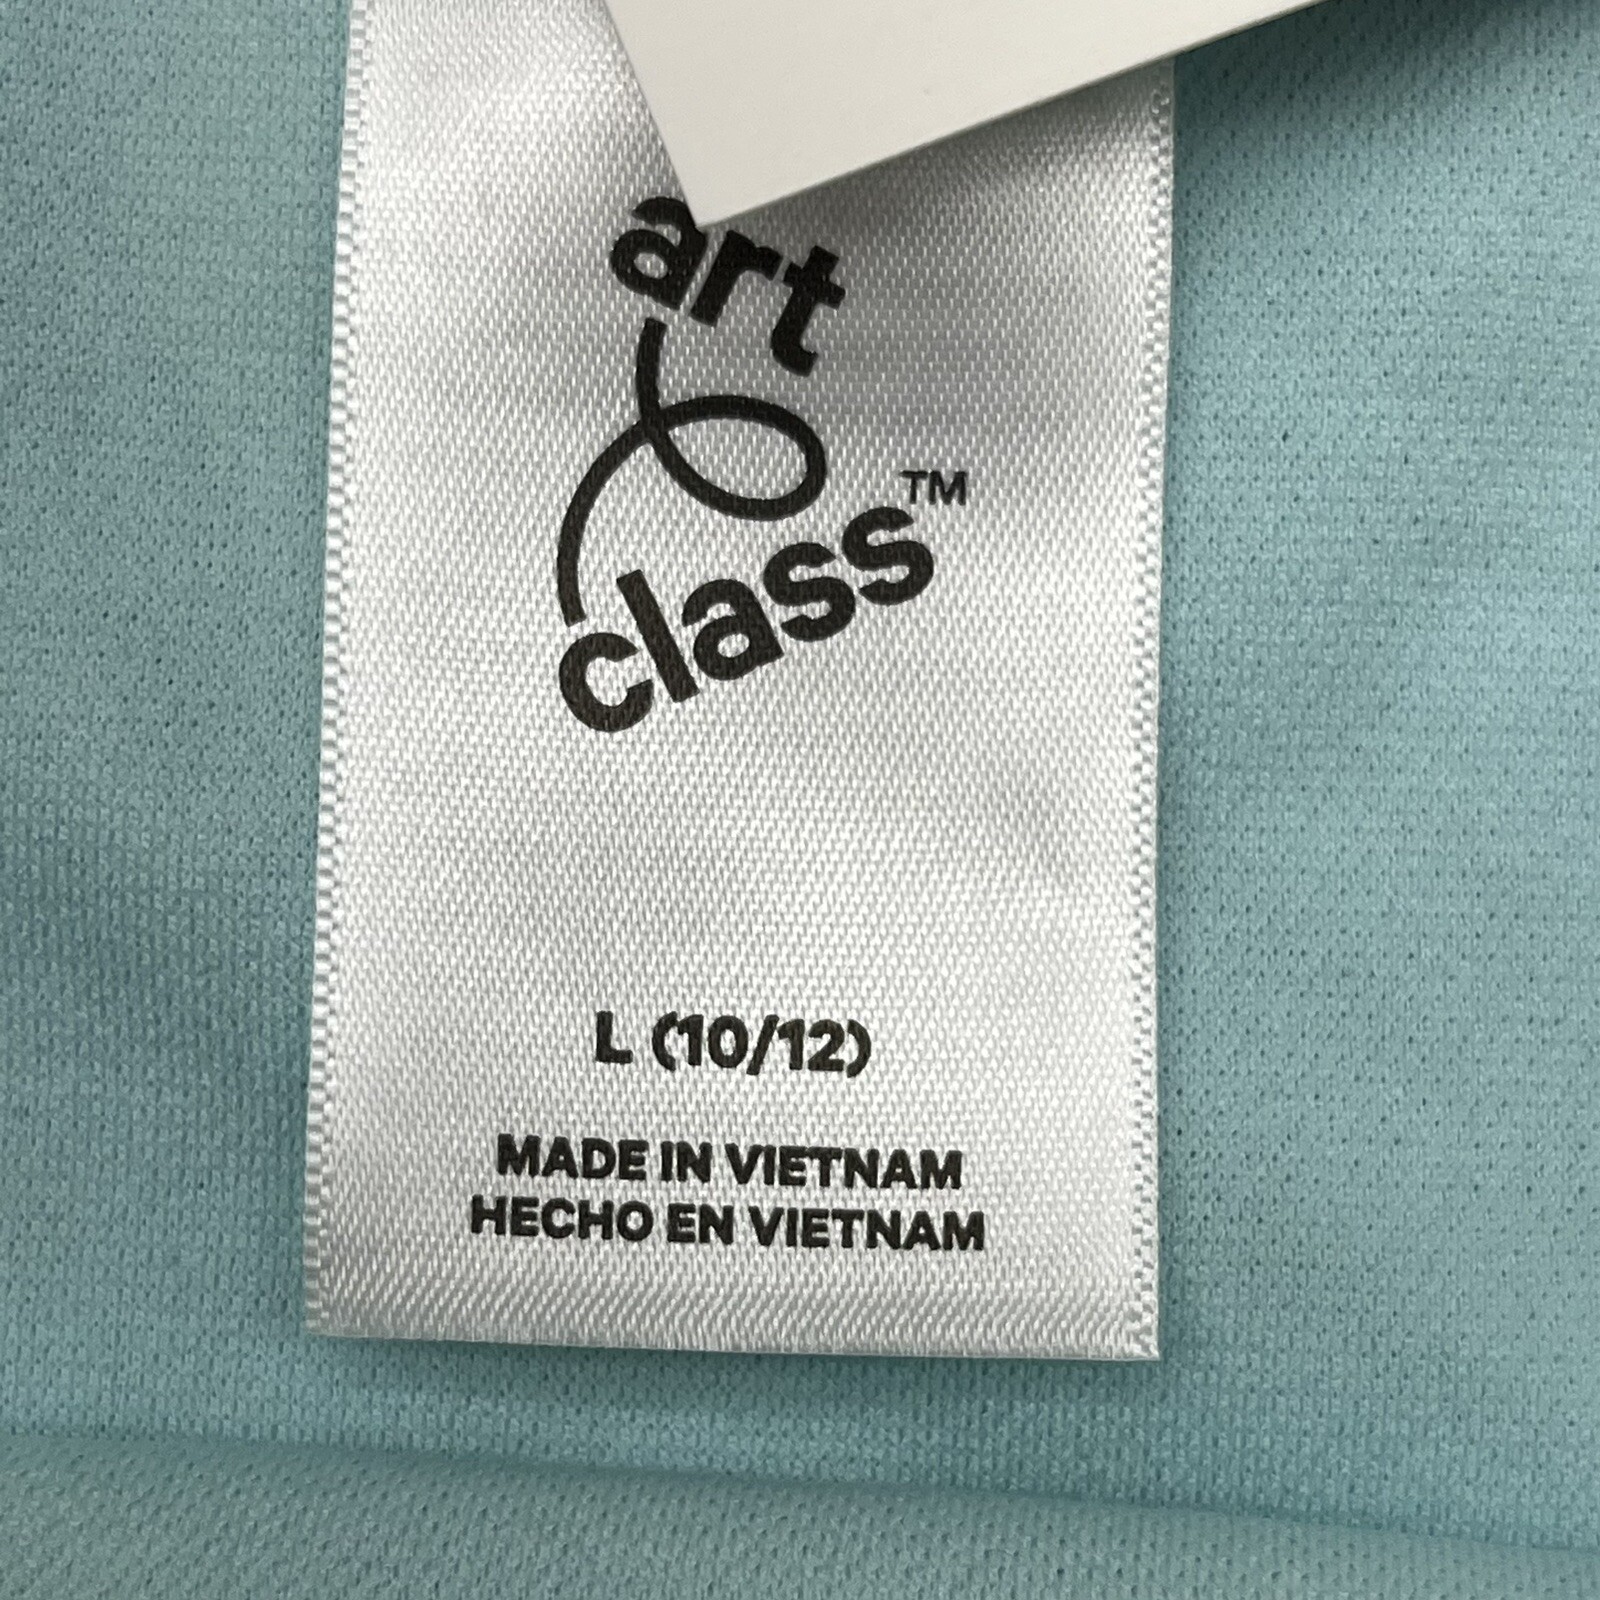 art
class™
L (10/12)
MADE IN VIETNAM
HECHO EN VIETNAM